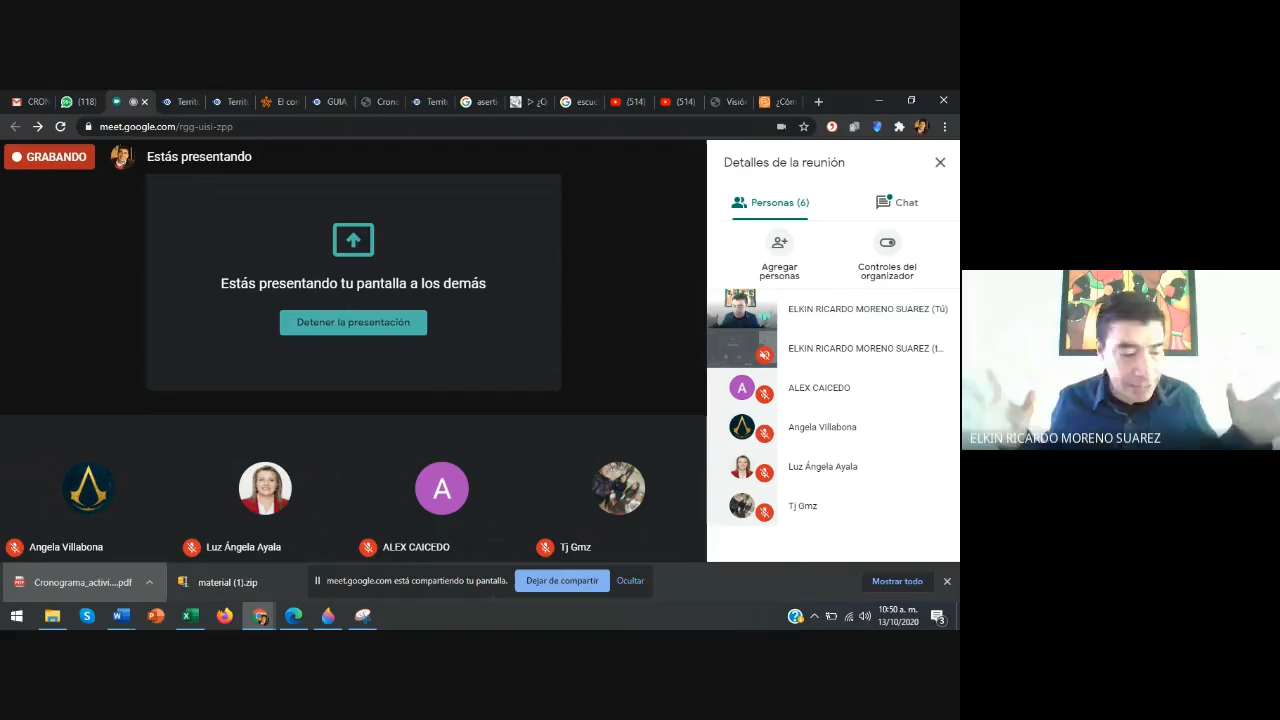 CRON
(118)
Territ
Territ
El cor
GUIA
Crono
Territ
aserti
▷ ¿Q
escuc
(514)
(514)
Visió
¿Cóm
meet.google.com/rgg-uisi-zpp
GRABANDO
Estás presentando
Detalles de la reunión
Personas (6)
Chat
Agregar
personas
Controles del
organizador
Estás presentando tu pantalla a los demás
Detener la presentación
ELKIN RICARDO MORENO SUAREZ (Tú)
ELKIN RICARDO MORENO SUAREZ (t...
A
ALEX CAICEDO
Angela Villabona
Luz Ángela Ayala
Tj Gmz
A
Angela Villabona
Luz Ángela Ayala
ALEX CAICEDO
Tj Gmz
ELKIN RICARDO MORENO SUAREZ
Cronograma_activi....pdf
material (1).zip
meet.google.com está compartiendo tu pantalla.
Dejar de compartir
Ocultar
Mostrar todo
10:50 a. m.
13/10/2020
3